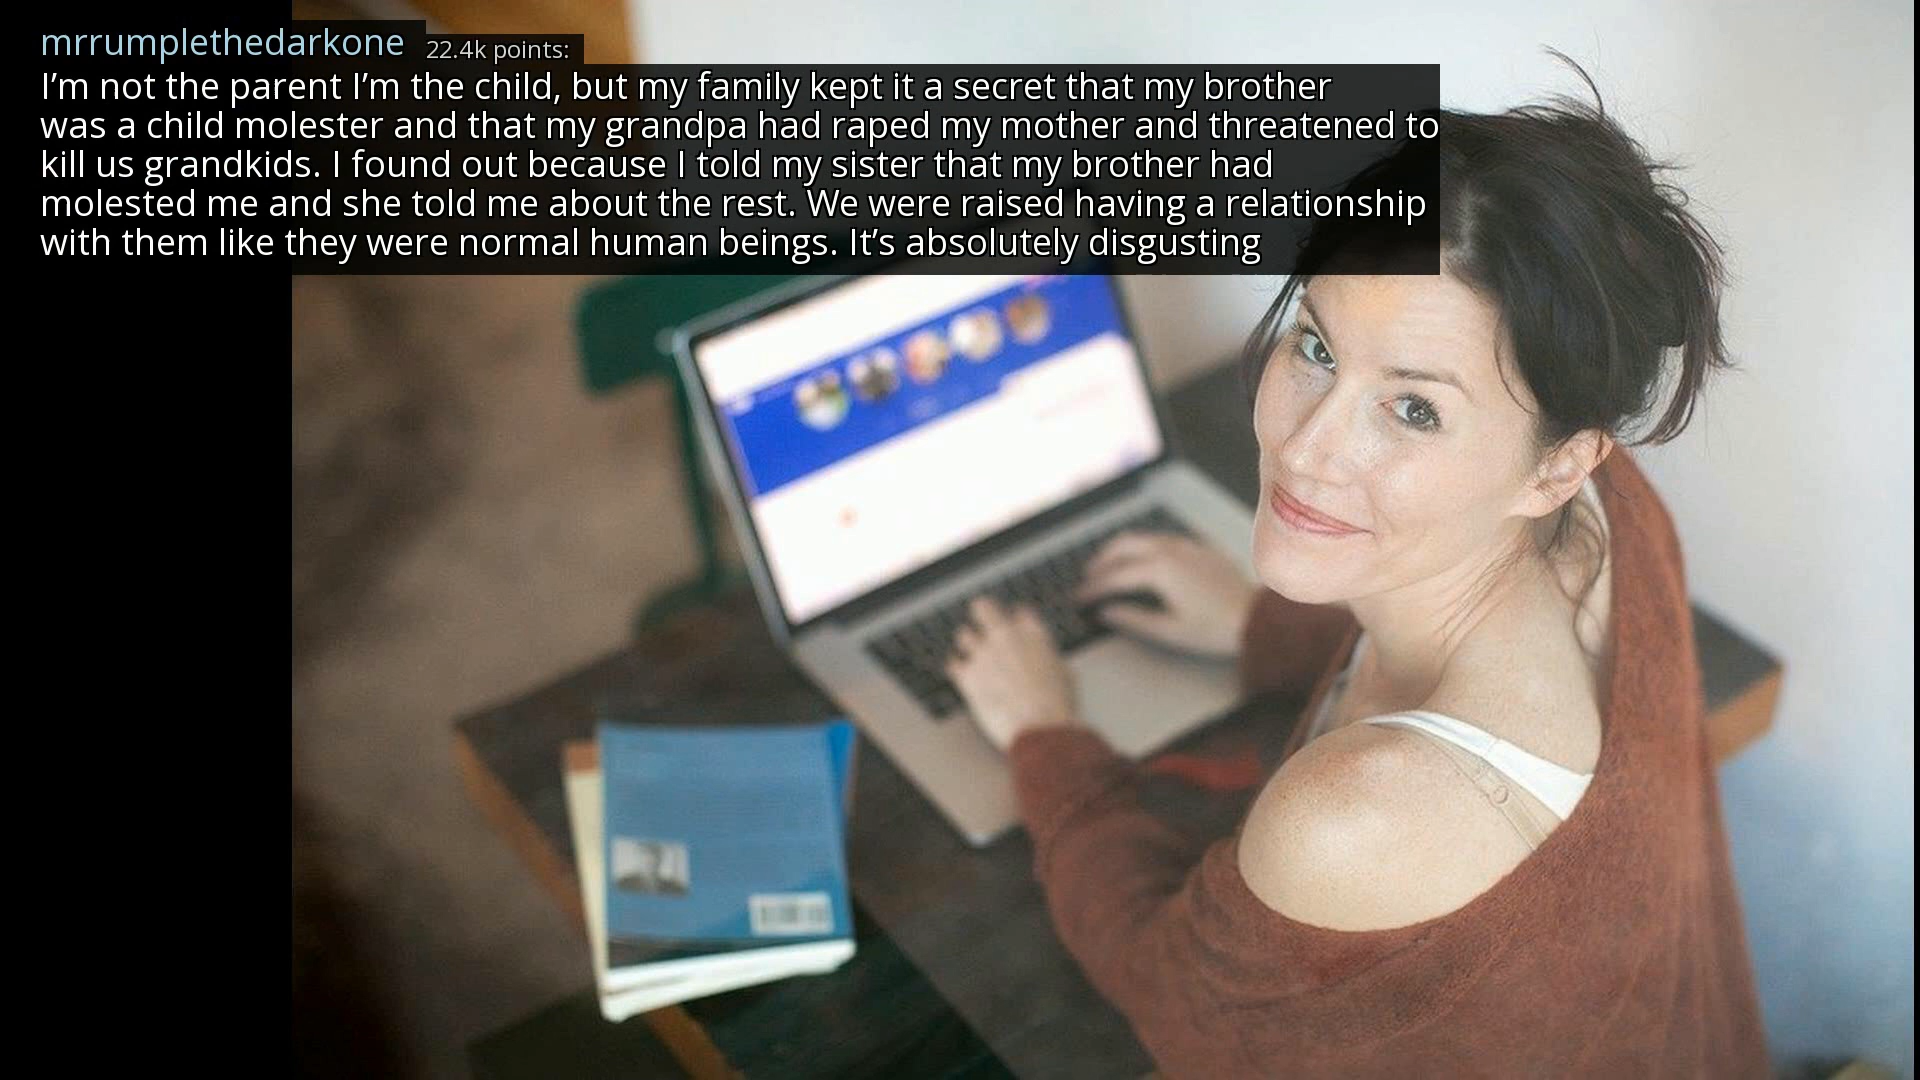 mrrumplethedarkone 22.4k points:
I’m not the parent I’m the child, but my family kept it a secret that my brother
was a child molester and that my grandpa had raped my mother and threatened to
kill us grandkids. I found out because I told my sister that my brother had
molested me and she told me about the rest. We were raised having a relationship
with them like they were normal human beings. It’s absolutely disgusting